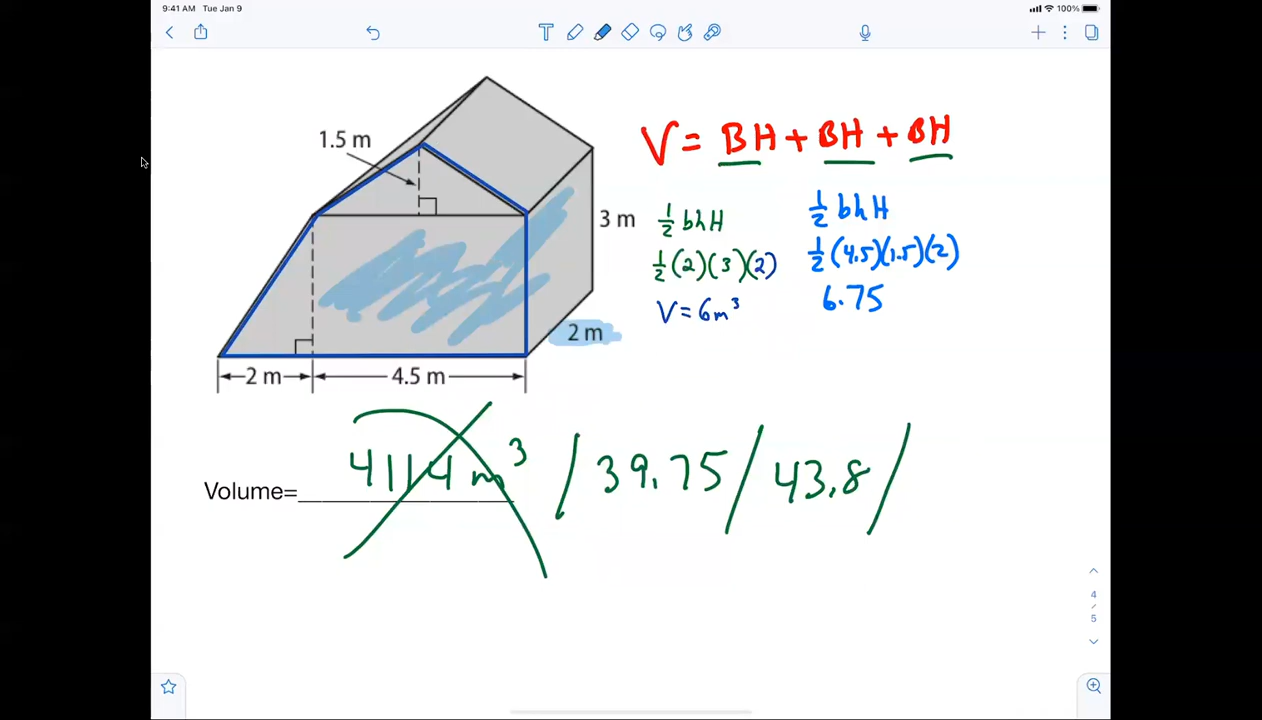 9:41 AM Tue Jan 9
100%
1.5 m
V = BH + BH + BH
3 m
1/2 bhH
1/2 (2)(3)(2)
V = 6m³
1/2 bhH
1/2 (4.5)(1.5)(2)
6.75
2 m
2 m
4.5 m
Volume=
4114 m³ / 39.75 / 43.8 /
4
/
5